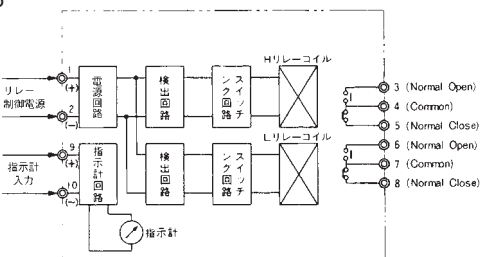 Hリレーコイル
1
(+)
リレー
制御電源
2
(−)
電源回路
検出回路
スイッチング回路
3 (Normal Open)
4 (Common)
5 (Normal Close)
Lリレーコイル
9
(+)
指示計
入力
10
(−)
指示計回路
検出回路
スイッチング回路
6 (Normal Open)
7 (Common)
8 (Normal Close)
指示計